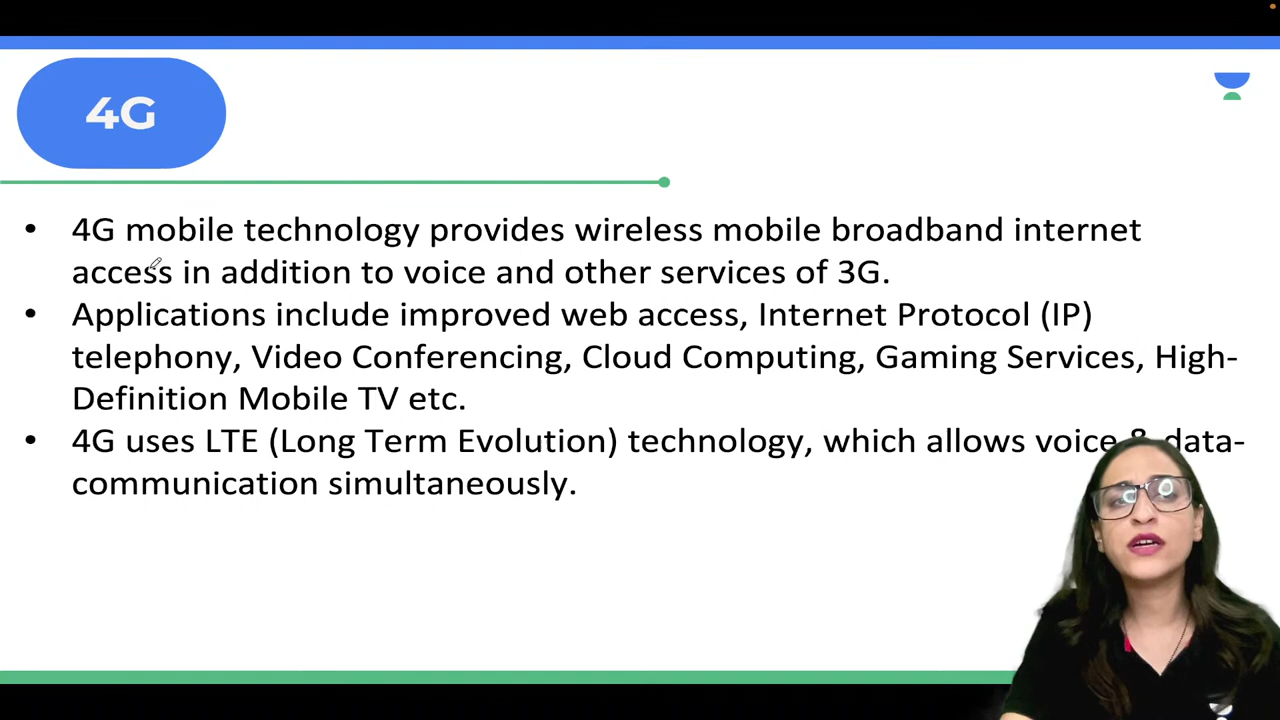 4G
• 4G mobile technology provides wireless mobile broadband internet
access in addition to voice and other services of 3G.
• Applications include improved web access, Internet Protocol (IP)
telephony, Video Conferencing, Cloud Computing, Gaming Services, High-
Definition Mobile TV etc.
• 4G uses LTE (Long Term Evolution) technology, which allows voice & data-
communication simultaneously.